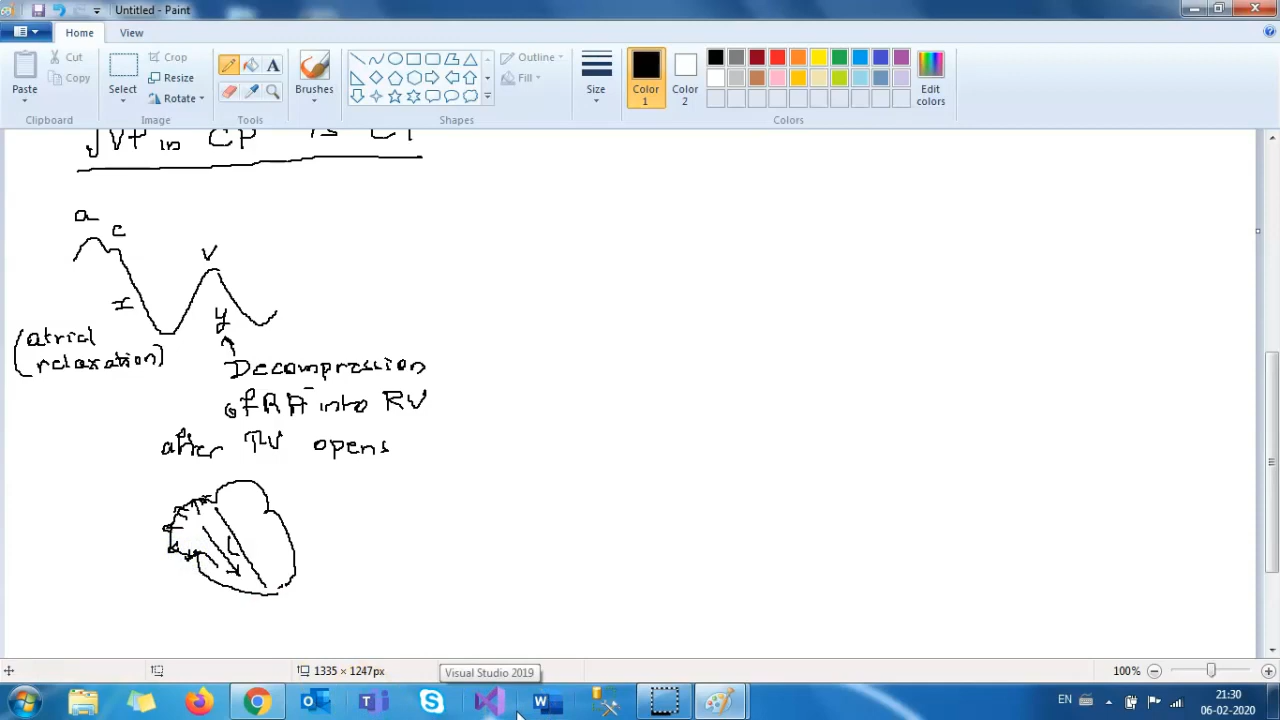 Untitled - Paint
Home View
Cut
Copy
Paste
Clipboard
Select
Crop
Resize
Rotate
Image
Tools
Brushes
Shapes
Outline
Fill
Size
Color 1
Color 2
Edit colors
Colors
JVP in CP vs CT
a
c
v
x
y
(atrial
relaxation)
Decompression
of RA into RV
after TV opens
1335 × 1247px
Visual Studio 2019
100%
EN
21:30
06-02-2020